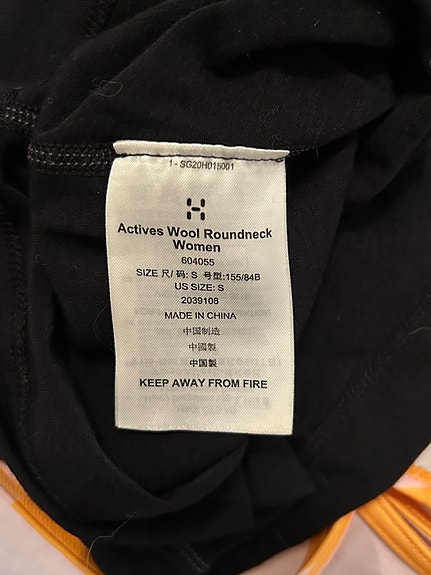 1 - SG20H015001
Actives Wool Roundneck
Women
604055
SIZE 尺/ 码: S 号型:155/84B
US SIZE: S
2039108
MADE IN CHINA
中国制造
中國製
中国製
KEEP AWAY FROM FIRE